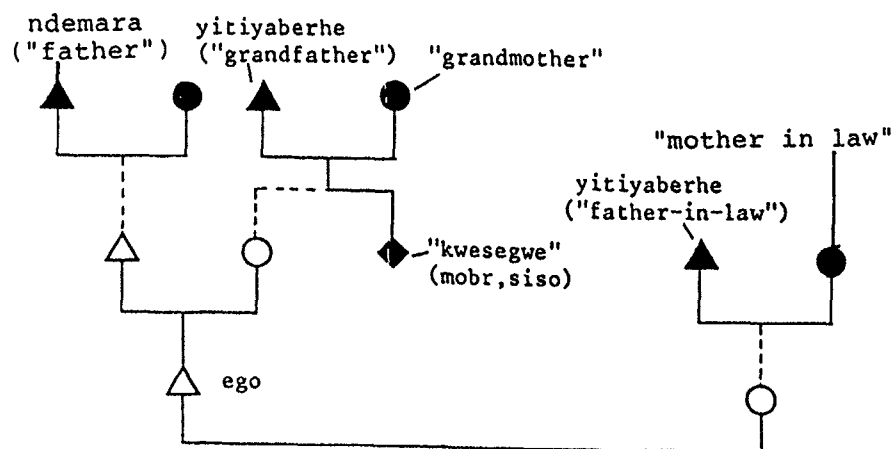 ndemara
("father")
yitiyaberhe
("grandfather")
"grandmother"
"mother in law"
yitiyaberhe
("father-in-law")
"kwesegwe"
(mobr,siso)
ego